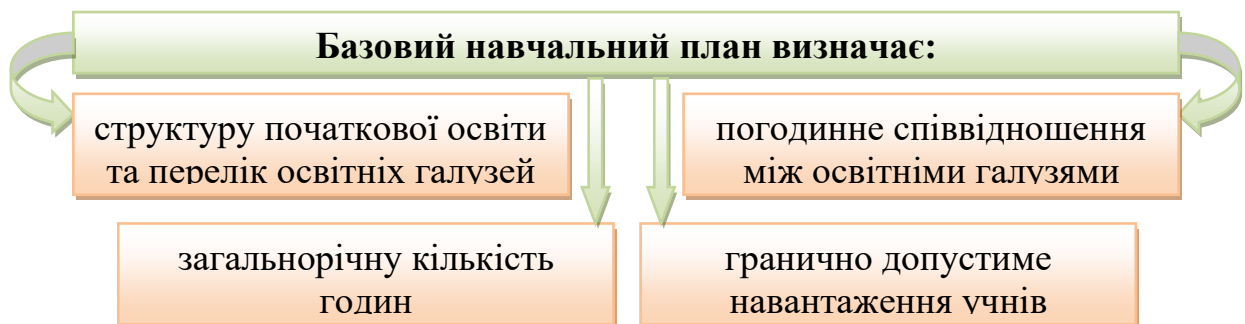 Базовий навчальний план визначає:
структуру початкової освіти
та перелік освітніх галузей
погодинне співвідношення
між освітніми галузями
загальнорічну кількість
годин
гранично допустиме
навантаження учнів